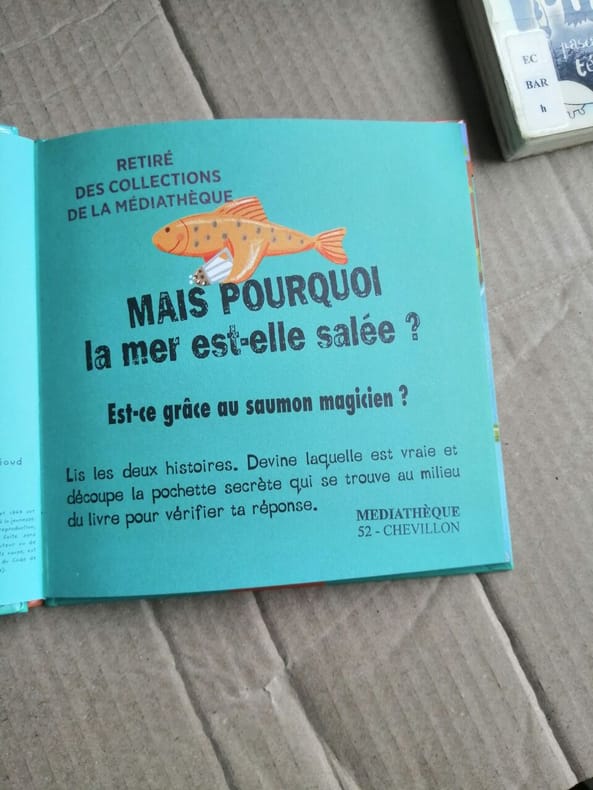 RETIRÉ
DES COLLECTIONS
DE LA MÉDIATHÈQUE
MAIS POURQUOI
la mer est-elle salée ?
Est-ce grâce au saumon magicien ?
Lis les deux histoires. Devine laquelle est vraie et
découpe la pochette secrète qui se trouve au milieu
du livre pour vérifier ta réponse.
MEDIATHÈQUE
52 - CHEVILLON
EC
BAR
h